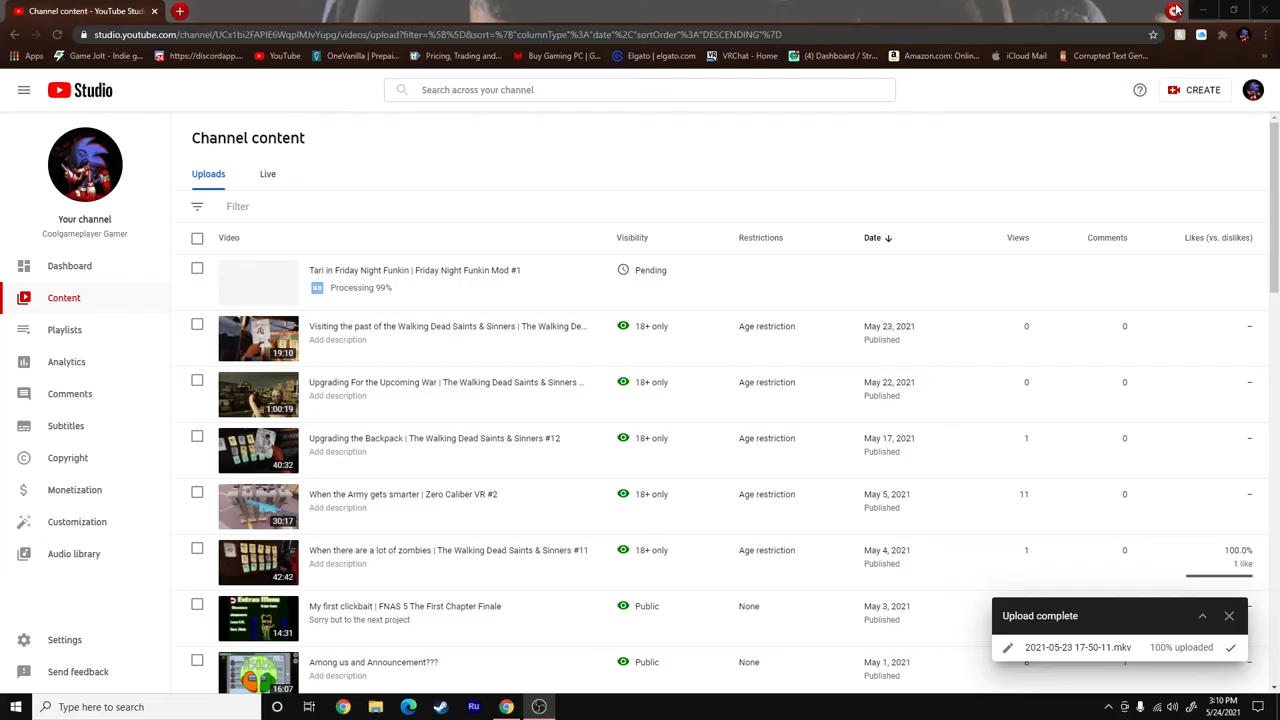 Channel content - YouTube Studio
studio.youtube.com/channel/UCx1bi2FAPlE6WqpIMJvYupg/videos/upload?filter=%5B%5D&sort=%7B"columnType"%3A"date"%2C"sortOrder"%3A"DESCENDING"%7D
Apps
Game Jolt - Indie g...
https://discordapp...
YouTube
OneVanilla | Prepai...
Pricing, Trading and...
Buy Gaming PC | G...
Elgato | elgato.com
VRChat - Home
(4) Dashboard / Str...
Amazon.com: Onli...
iCloud Mail
Corrupted Text Gen...
Studio
Search across your channel
CREATE
Channel content
Uploads
Live
Filter
Your channel
Coolgameplayer Gamer
Dashboard
Content
Playlists
Analytics
Comments
Subtitles
Copyright
Monetization
Customization
Audio library
Settings
Send feedback
Video Visibility Restrictions Date Views Comments Likes (vs. dislikes)
Tari in Friday Night Funkin | Friday Night Funkin Mod #1 Pending
SD Processing 99%
Visiting the past of the Walking Dead Saints & Sinners | The Walking De... 18+ only Age restriction May 23, 2021 0 0 –
Add description Published
19:10
Upgrading For the Upcoming War | The Walking Dead Saints & Sinners ... 18+ only Age restriction May 22, 2021 0 0 –
Add description Published
1:00:19
Upgrading the Backpack | The Walking Dead Saints & Sinners #12 18+ only Age restriction May 17, 2021 1 0 –
Add description Published
40:32
When the Army gets smarter | Zero Caliber VR #2 18+ only Age restriction May 5, 2021 11 0 –
Add description Published
30:17
When there are a lot of zombies | The Walking Dead Saints & Sinners #11 18+ only Age restriction May 4, 2021 1 0 100.0%
Add description Published 1 like
42:42
My first clickbait | FNAS 5 The First Chapter Finale Public None May 3, 2021
Sorry but to the next project Published
14:31
Among us and Announcement??? Public None May 1, 2021
Add description Published
16:07
Upload complete
2021-05-23 17-50-11.mkv 100% uploaded
Type here to search
Ru
3:10 PM
5/24/2021